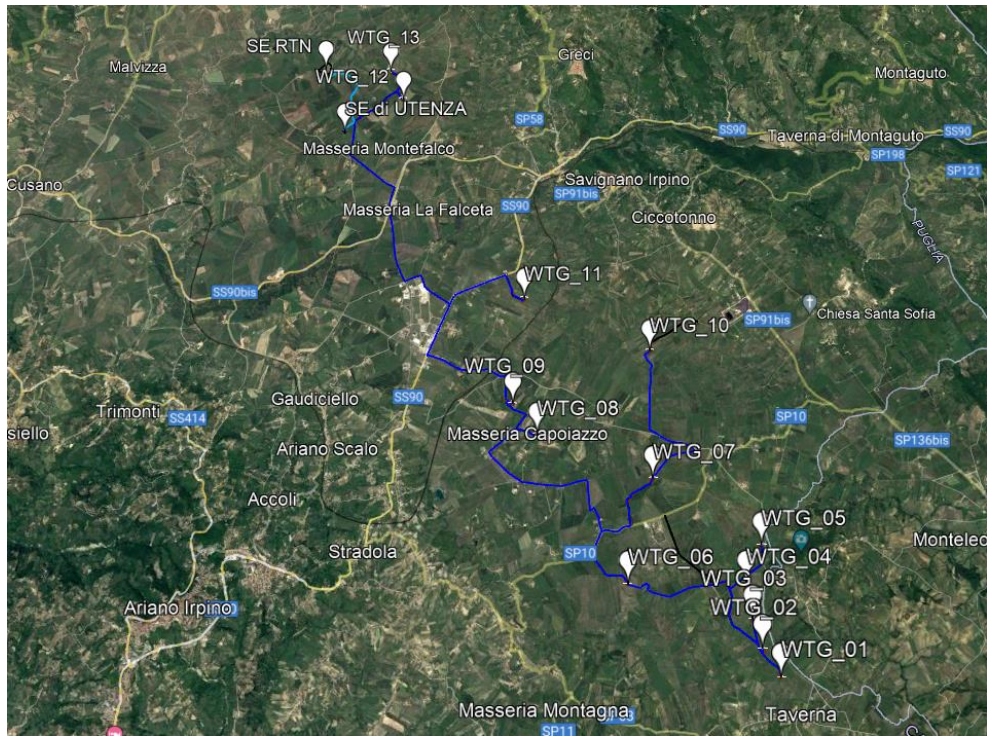 WTG_13
SE RTN
Greci
Malvizza
WTG_12
Montaguto
SE di UTENZA
SP58
SS90
SS90
Taverna di Montaguto
Masseria Montefalco
SP198
SP121
Cusano
Savignano Irpino
SP91bis
Masseria La Falceta
SS90
Ciccotonno
PUGLIA
WTG_11
SS90bis
Chiesa Santa Sofia
SP91bis
WTG_10
WTG_09
Gaudiciello
SS90
Trimonti
SS414
WTG_08
SP10
siello
Masseria Capoiazzo
SP136bis
Ariano Scalo
WTG_07
Accoli
WTG_05
Monteleo
Stradola
SP10
WTG_06
WTG_04
WTG_03
Ariano Irpino
WTG_02
WTG_01
Masseria Montagna
Taverna
SP11